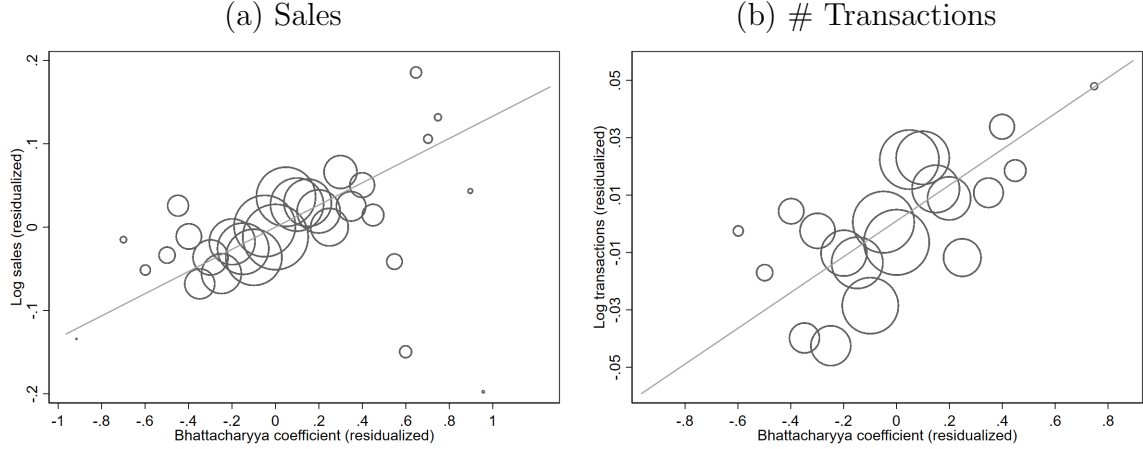 (a) Sales
(b) # Transactions
Log sales (residualized)
.2
.1
0
-.1
-.2
-1 -.8 -.6 -.4 -.2 0 .2 .4 .6 .8 1
Bhattacharyya coefficient (residualized)
Log transactions (residualized)
.05
.03
.01
-.01
-.03
-.05
-.8 -.6 -.4 -.2 0 .2 .4 .6 .8
Bhattacharyya coefficient (residualized)